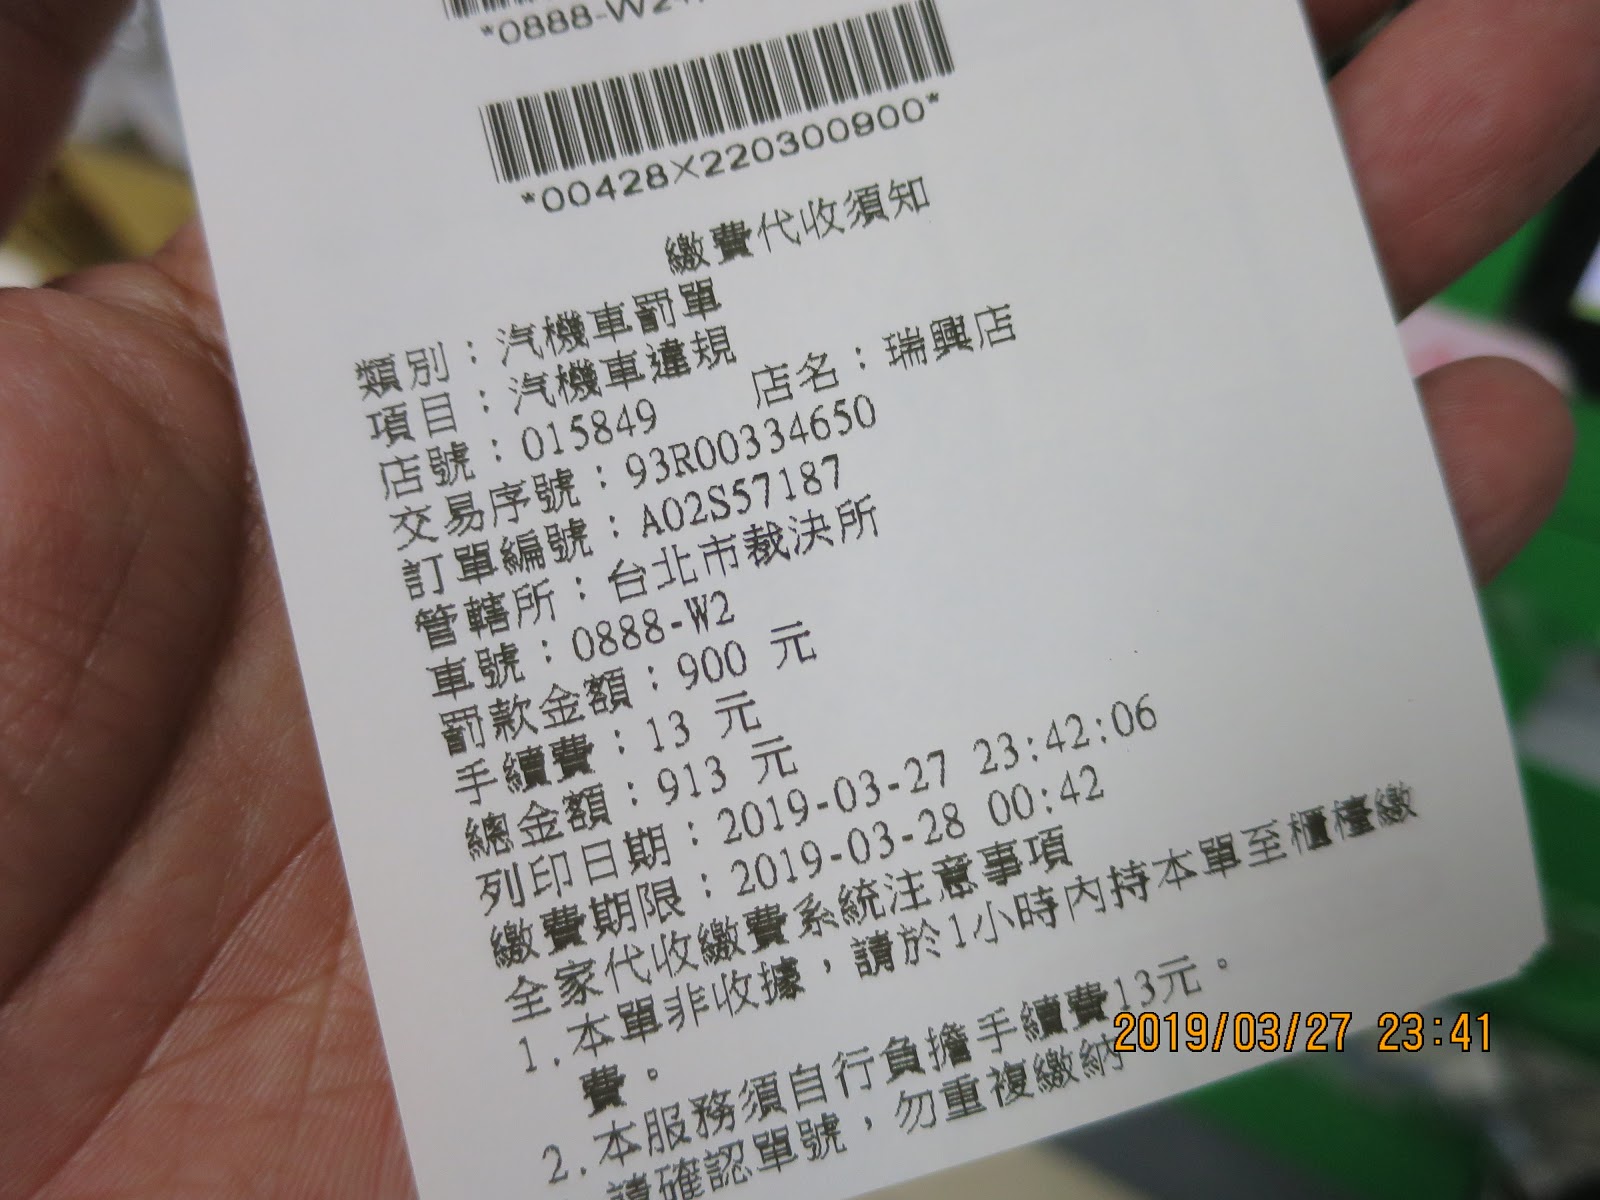 *0888-W2
*00428X220300900*
繳費代收須知
類別：汽機車罰單
項目：汽機車違規
店號：015849 店名：瑞興店
交易序號：93R00334650
訂單編號：A02S57187
管轄所：台北市裁決所
車號：0888-W2
罰款金額：900 元
手續費：13 元
總金額：913 元
列印日期：2019-03-27 23:42:06
繳費期限：2019-03-28 00:42
全家代收繳費系統注意事項
1.本單非收據，請於1小時內持本單至櫃檯繳
費。
2.本服務須自行負擔手續費13元。
請確認單號，勿重複繳納
2019/03/27 23:41